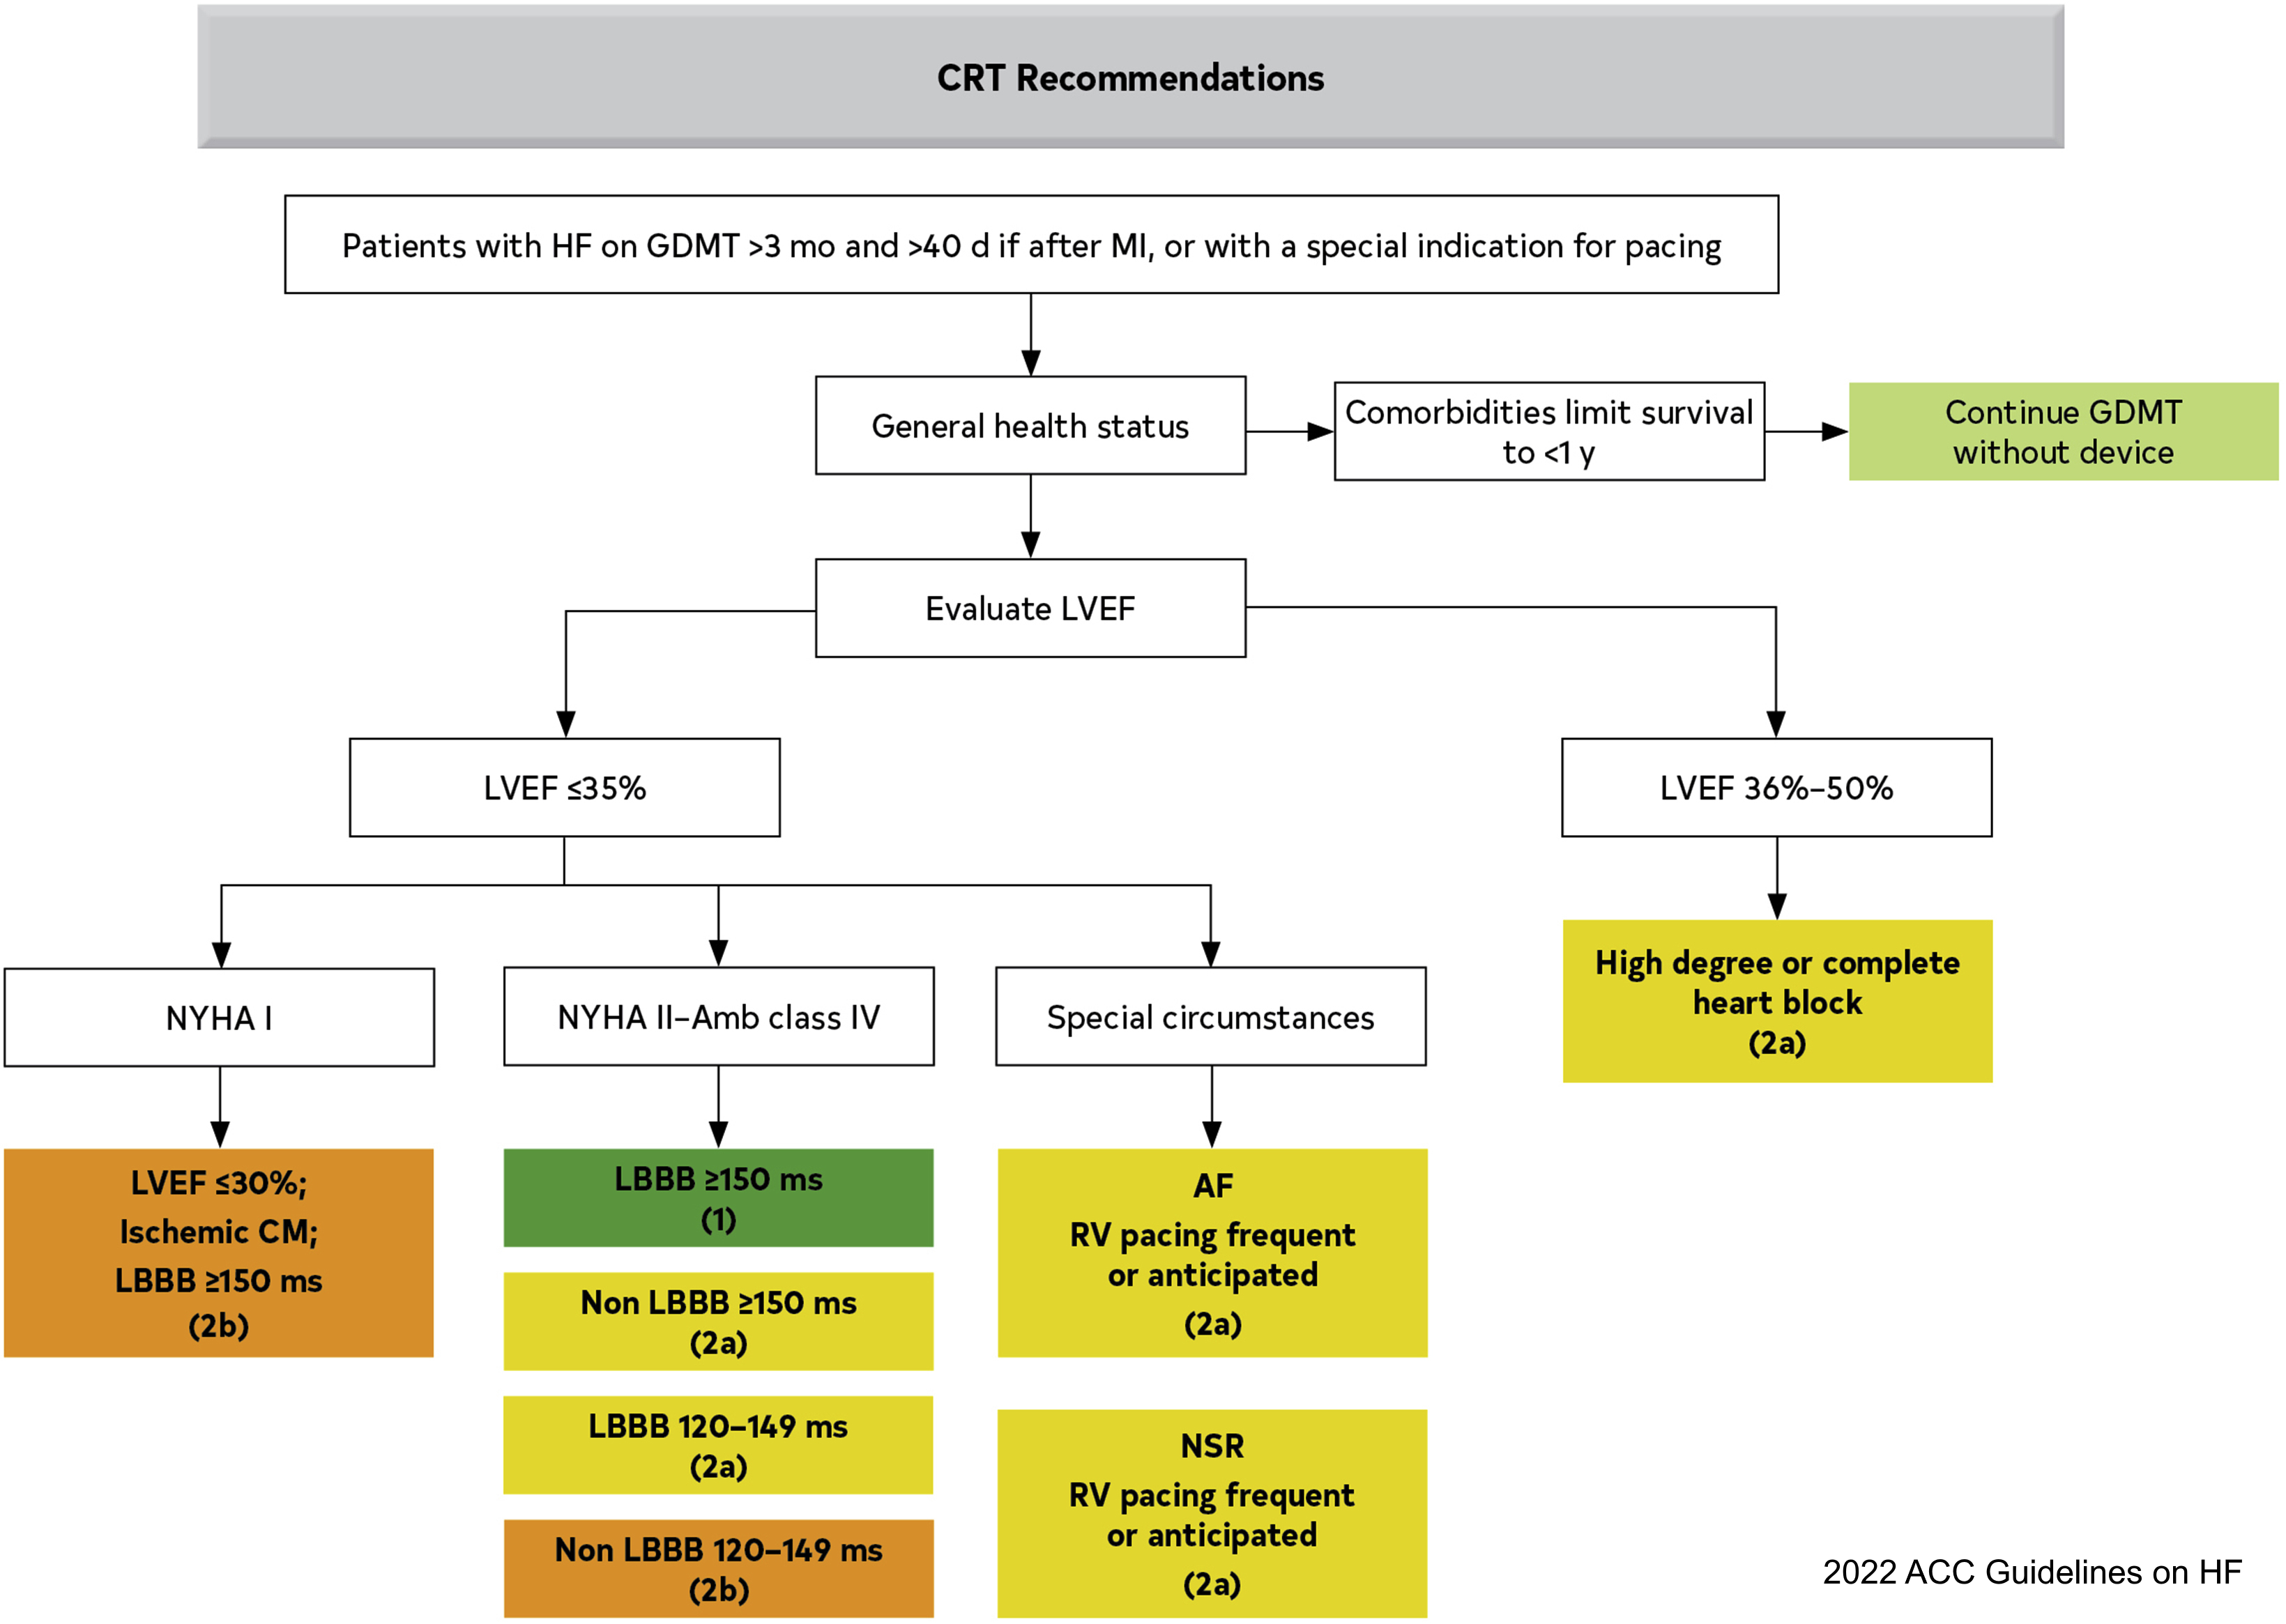 CRT Recommendations
Patients with HF on GDMT >3 mo and >40 d if after MI, or with a special indication for pacing
General health status
Comorbidities limit survival
to <1 y
Continue GDMT
without device
Evaluate LVEF
LVEF ≤35%
LVEF 36%–50%
High degree or complete
heart block
(2a)
NYHA I
NYHA II–Amb class IV
Special circumstances
LVEF ≤30%;
Ischemic CM;
LBBB ≥150 ms
(2b)
LBBB ≥150 ms
(1)
Non LBBB ≥150 ms
(2a)
LBBB 120–149 ms
(2a)
Non LBBB 120–149 ms
(2b)
AF
RV pacing frequent
or anticipated
(2a)
NSR
RV pacing frequent
or anticipated
(2a)
2022 ACC Guidelines on HF